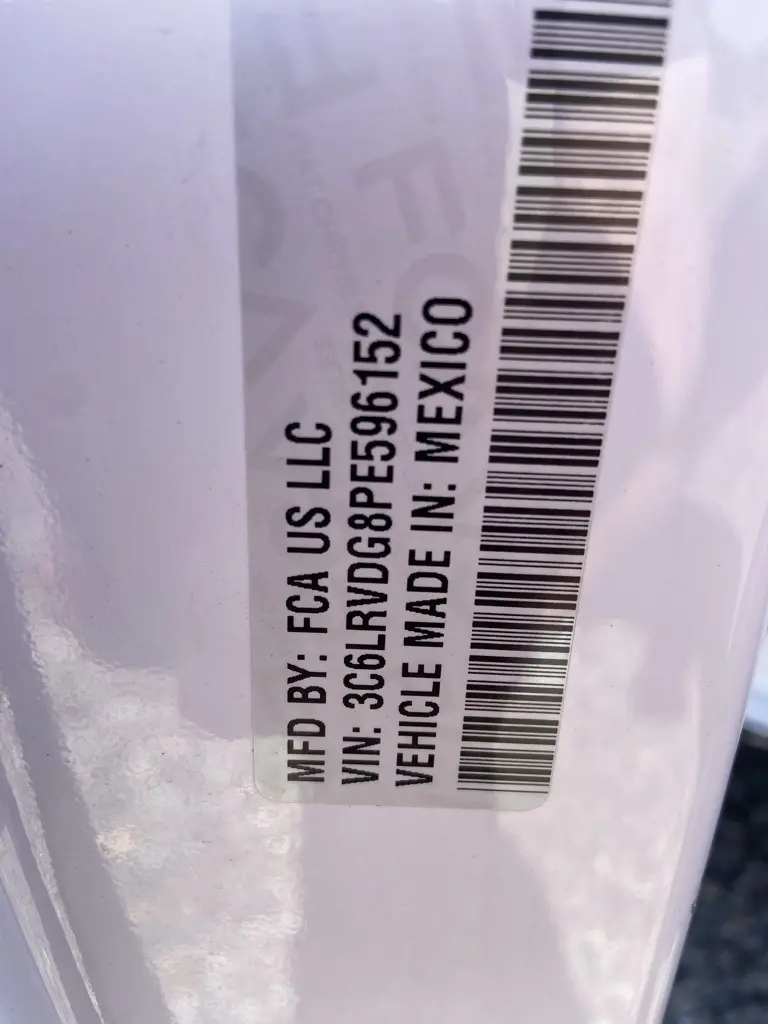 MFD BY: FCA US LLC
VIN: 3C6LRVDG8PE596152
VEHICLE MADE IN: MEXICO